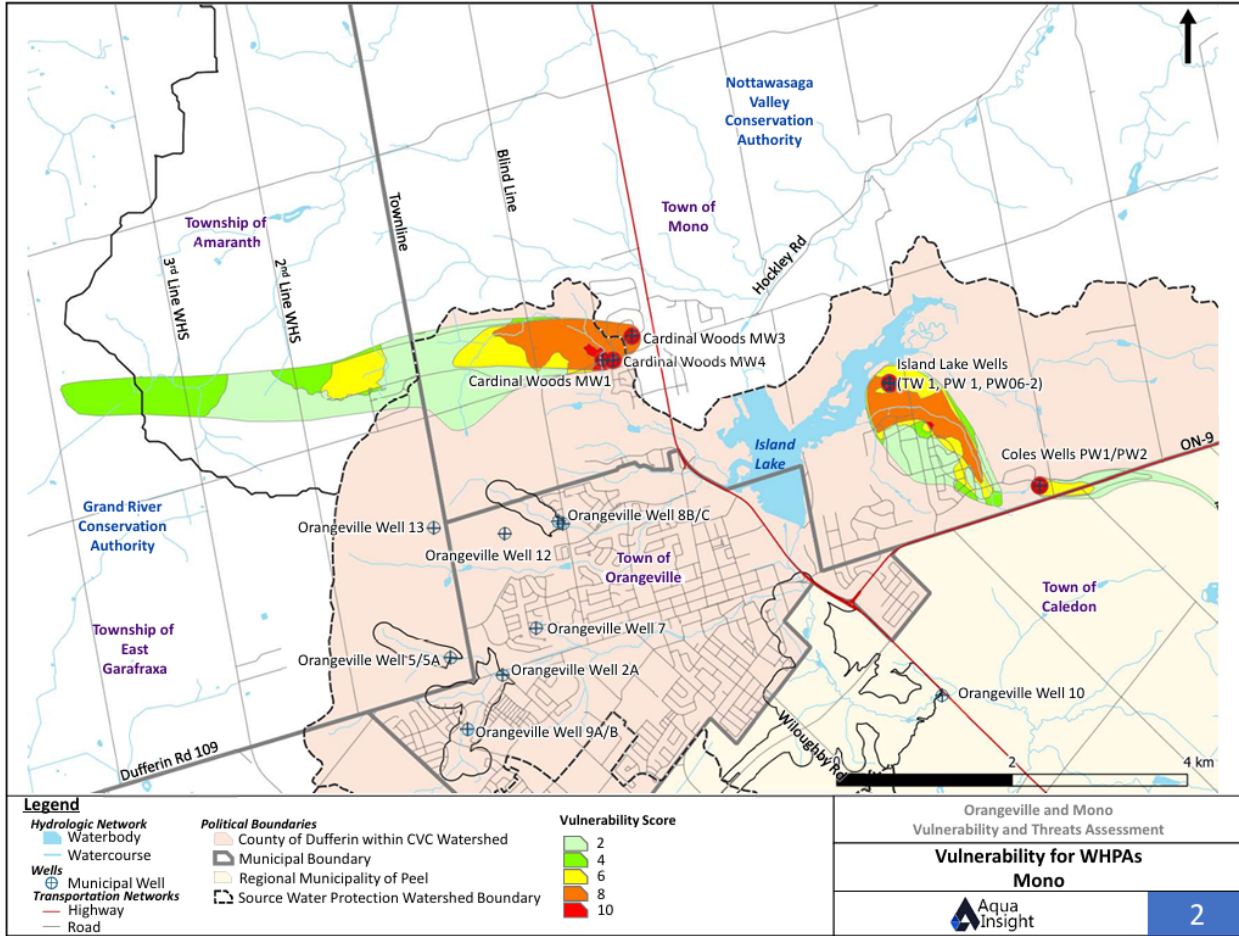 Nottawasaga
Valley
Conservation
Authority
Blind Line
Township of
Amaranth
Townline
Town of
Mono
3rd Line WHS
2nd Line WHS
Hockley Rd
Cardinal Woods MW3
Cardinal Woods MW4
Cardinal Woods MW1
Island Lake Wells
(TW 1, PW 1, PW06-2)
Island
Lake
Coles Wells PW1/PW2
ON-9
Grand River
Conservation
Authority
Orangeville Well 13
Orangeville Well 8B/C
Orangeville Well 12
Town of
Orangeville
Town of
Caledon
Township of
East
Garafraxa
Orangeville Well 7
Orangeville Well 5/5A
Orangeville Well 2A
Orangeville Well 10
Orangeville Well 9A/B
Wiloughby Rd
Dufferin Rd 109
2
4 km
Legend
Hydrologic Network
Waterbody
Watercourse
Wells
Municipal Well
Transportation Networks
Highway
Road
Political Boundaries
County of Dufferin within CVC Watershed
Municipal Boundary
Regional Municipality of Peel
Source Water Protection Watershed Boundary
Vulnerability Score
2
4
6
8
10
Orangeville and Mono
Vulnerability and Threats Assessment
Vulnerability for WHPAs
Mono
Aqua
Insight
2